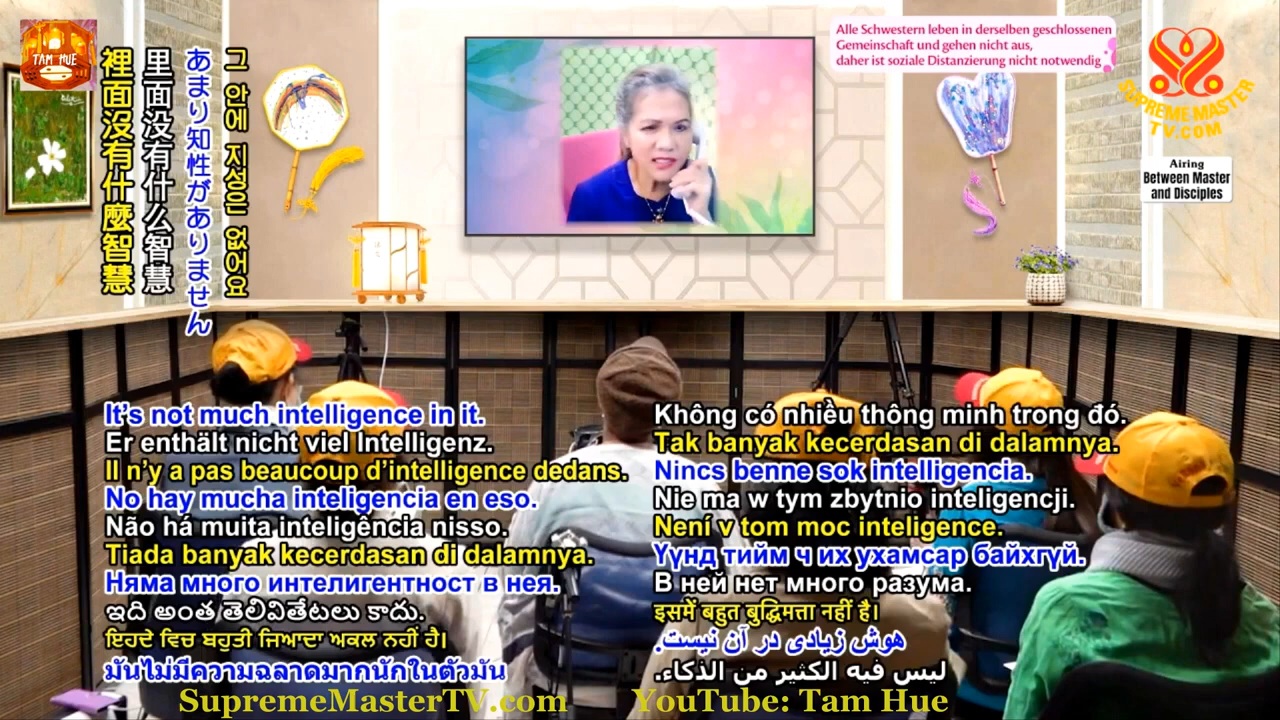 TAM HUE
裡面沒有什麼智慧
里面没有什么智慧
あまり知性がありません
그 안에 지성은 없어요
Alle Schwestern leben in derselben geschlossenen
Gemeinschaft und gehen nicht aus,
daher ist soziale Distanzierung nicht notwendig
SUPREME MASTER
TV.COM
Airing
Between Master
and Disciples
It's not much intelligence in it.
Er enthält nicht viel Intelligenz.
Il n'y a pas beaucoup d'intelligence dedans.
No hay mucha inteligencia en eso.
Não há muita inteligência nisso.
Tiada banyak kecerdasan di dalamnya.
Няма много интелигентност в нея.
ఇది అంత తెలివితేటలు కాదు.
ਇਹਦੇ ਵਿਚ ਬਹੁਤੀ ਜਿਆਦਾ ਅਕਲ ਨਹੀਂ ਹੈ।
มันไม่มีความฉลาดมากนักในตัวมัน
Không có nhiều thông minh trong đó.
Tak banyak kecerdasan di dalamnya.
Nincs benne sok intelligencia.
Nie ma w tym zbytnio inteligencji.
Není v tom moc inteligence.
Үүнд тийм ч их ухамсар байхгүй.
В ней нет много разума.
इसमें बहुत बुद्धिमत्ता नहीं है।
هوش زیادی در آن نیست.
ليس فيه الكثير من الذكاء.
SupremeMasterTV.com
YouTube: Tam Hue